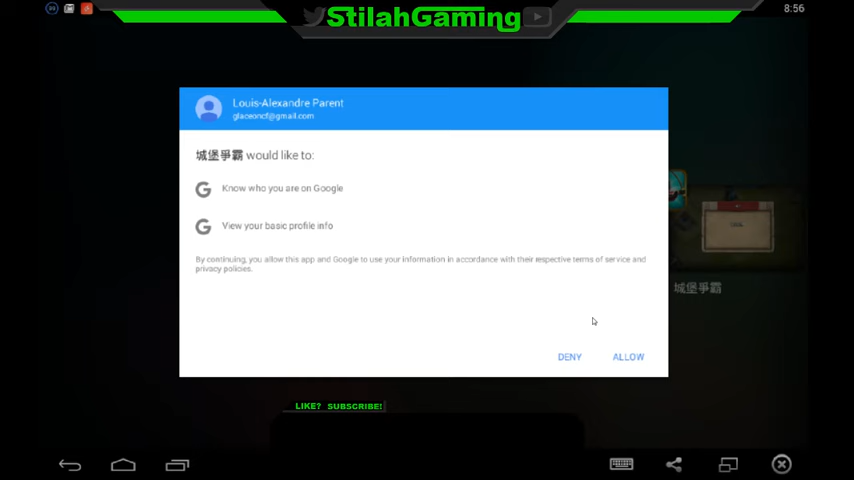 8:56
StilahGaming
Louis-Alexandre Parent
glaceoncf@gmail.com
城堡爭霸 would like to:
Know who you are on Google
View your basic profile info
By continuing, you allow this app and Google to use your information in accordance with their respective terms of service and
privacy policies.
城堡爭霸
DENY ALLOW
LIKE? SUBSCRIBE!